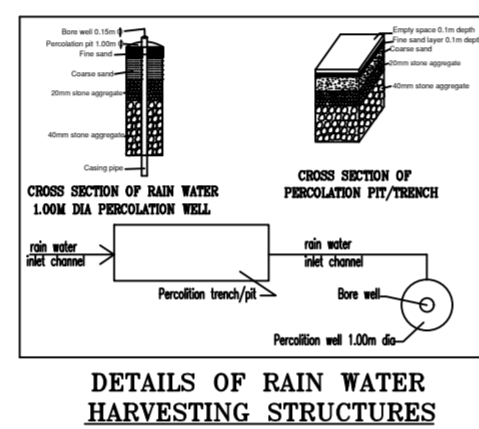 Bore well 0.15m ϕ
Percolation pit 1.00m ϕ
Fine sand
Coarse sand
20mm stone aggregate
40mm stone aggregate
Casing pipe
CROSS SECTION OF RAIN WATER
1.00M DIA PERCOLATION WELL
Empty space 0.1m depth
Fine sand layer 0.1m depth
Coarse sand
20mm stone aggregate
40mm stone aggregate
CROSS SECTION OF
PERCOLATION PIT/TRENCH
rain water
inlet channel
Percolition trench/pit
rain water
inlet channel
Bore well
Percolition well 1.00m dia
DETAILS OF RAIN WATER
HARVESTING STRUCTURES